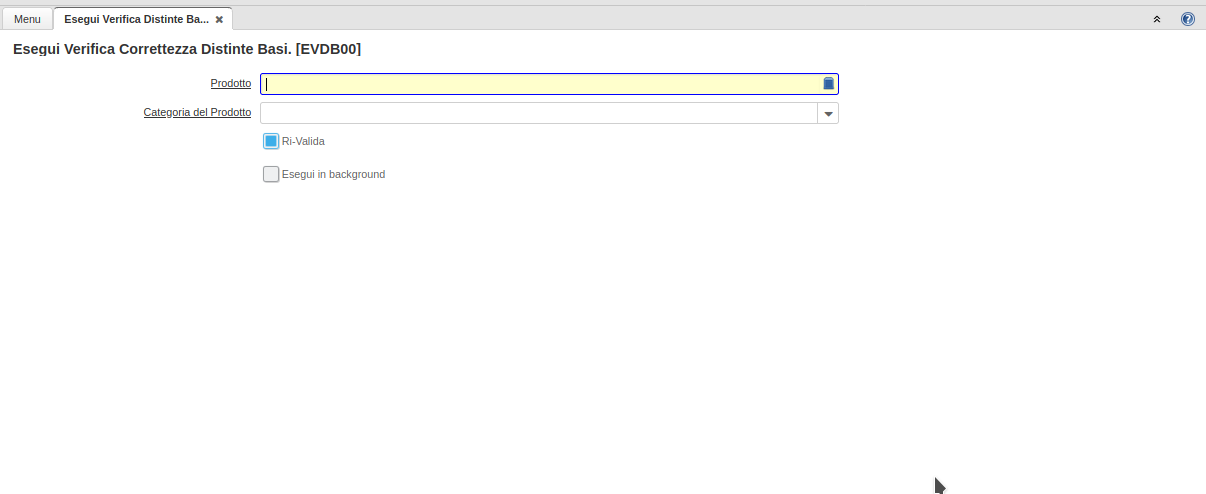 Menu
Esegui Verifica Distinte Ba...
Esegui Verifica Correttezza Distinte Basi. [EVDB00]
Prodotto
Categoria del Prodotto
Ri-Valida
Esegui in background